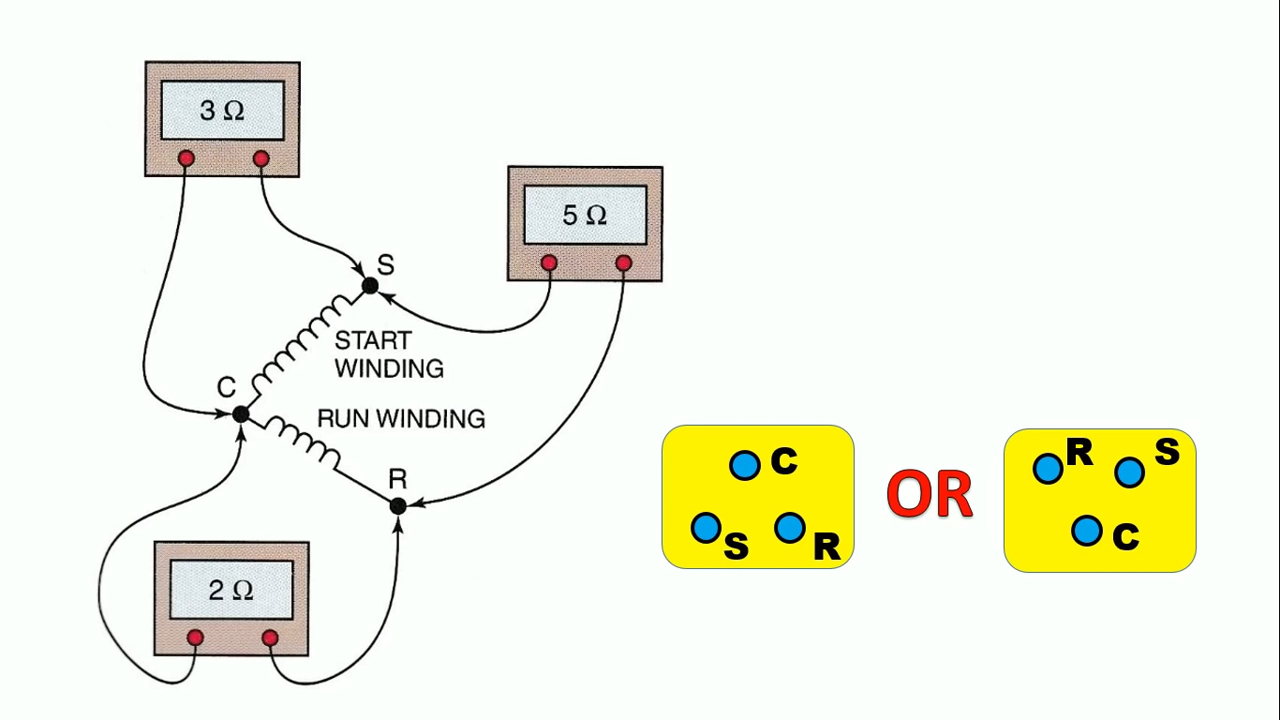 3 Ω
5 Ω
S
START
WINDING
C
RUN WINDING
R
2 Ω
C
S
R
OR
R
S
C